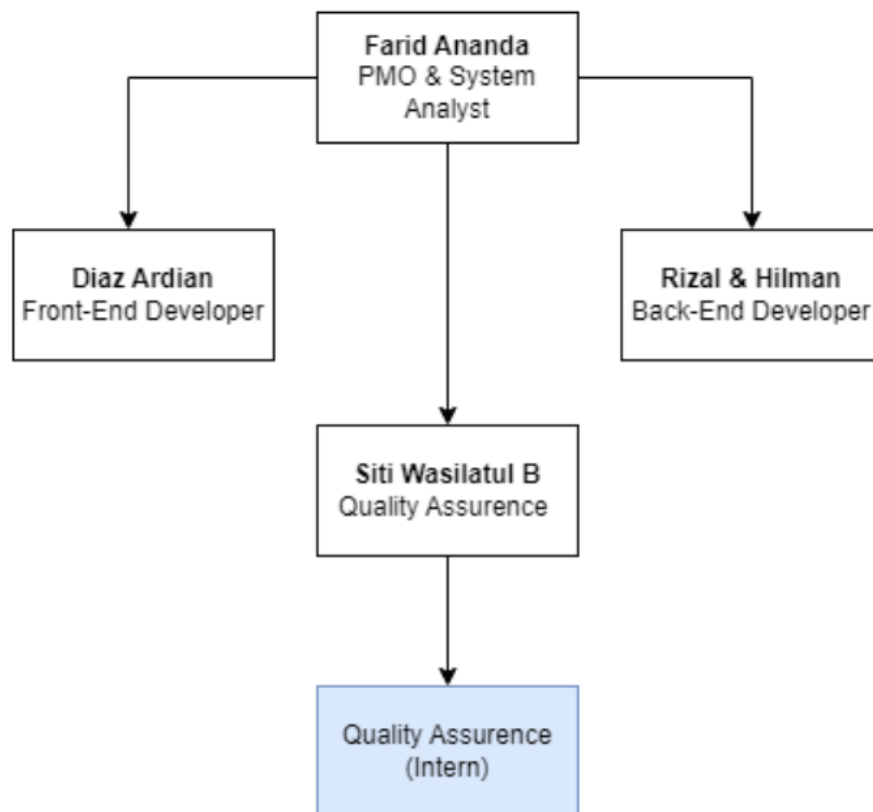 Farid Ananda
PMO & System
Analyst
Diaz Ardian
Front-End Developer
Rizal & Hilman
Back-End Developer
Siti Wasilatul B
Quality Assurence
Quality Assurence
(Intern)